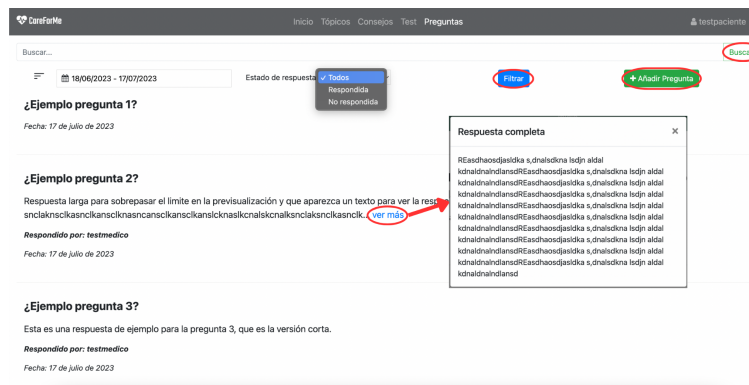 CareForMe
Inicio Tópicos Consejos Test Preguntas
testpaciente
Buscar...
Busca
18/06/2023 - 17/07/2023
Estado de respuesta
Todos
Respondida
No respondida
Filtrar
Añadir Pregunta
¿Ejemplo pregunta 1?
Fecha: 17 de julio de 2023
¿Ejemplo pregunta 2?
Respuesta larga para sobrepasar el limite en la previsualización y que aparezca un texto para ver la resp
snclaknsclkasnclkansclknasncansclkansclkanslcknaslkcnalskcnalksnclaksnclkasnclk... ver más
Respondido por: testmedico
Fecha: 17 de julio de 2023
Respuesta completa
×
REasdhaosdjasldka s,dnalsdkna lsdjn aldal
kdnaldnalndlansdREasdhaosdjasldka s,dnalsdkna lsdjn aldal
kdnaldnalndlansdREasdhaosdjasldka s,dnalsdkna lsdjn aldal
kdnaldnalndlansdREasdhaosdjasldka s,dnalsdkna lsdjn aldal
kdnaldnalndlansdREasdhaosdjasldka s,dnalsdkna lsdjn aldal
kdnaldnalndlansdREasdhaosdjasldka s,dnalsdkna lsdjn aldal
kdnaldnalndlansdREasdhaosdjasldka s,dnalsdkna lsdjn aldal
kdnaldnalndlansdREasdhaosdjasldka s,dnalsdkna lsdjn aldal
kdnaldnalndlansdREasdhaosdjasldka s,dnalsdkna lsdjn aldal
kdnaldnalndlansdREasdhaosdjasldka s,dnalsdkna lsdjn aldal
kdnaldnalndlansd
¿Ejemplo pregunta 3?
Esta es una respuesta de ejemplo para la pregunta 3, que es la versión corta.
Respondido por: testmedico
Fecha: 17 de julio de 2023